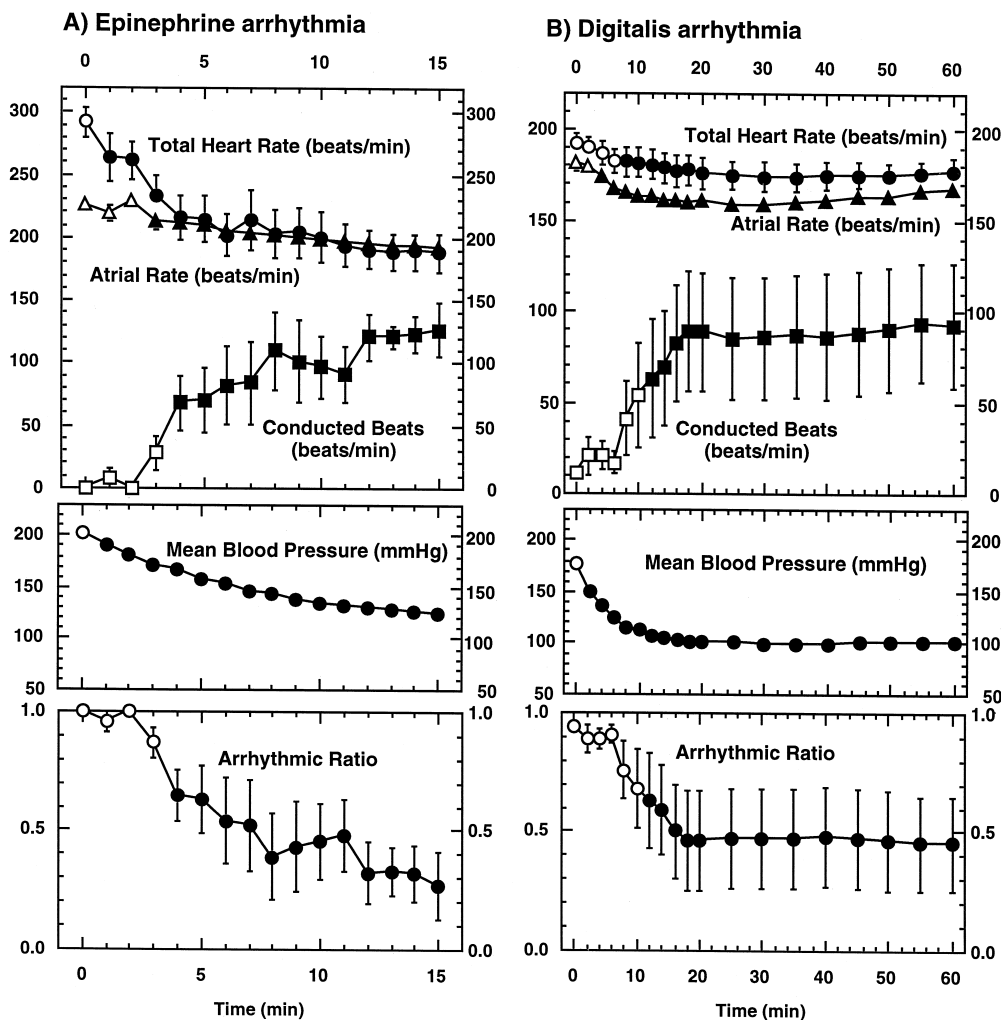 A) Epinephrine arrhythmia
0 5 10 15
300 300
Total Heart Rate (beats/min)
250 250
200 200
Atrial Rate (beats/min)
150 150
100 100
50 50
Conducted Beats
(beats/min)
0 0
200 200
Mean Blood Pressure (mmHg)
150 150
100 100
50 50
1.0 1.0
Arrhythmic Ratio
0.5 0.5
0.0 0.0
0 5 10 15
Time (min)
B) Digitalis arrhythmia
0 10 20 30 40 50 60
200 200
Total Heart Rate (beats/min)
150 150
Atrial Rate (beats/min)
100 100
50 50
Conducted Beats
(beats/min)
0 0
200 200
Mean Blood Pressure (mmHg)
150 150
100 100
50 50
1.0 1.0
Arrhythmic Ratio
0.5 0.5
0.0 0.0
0 10 20 30 40 50 60
Time (min)